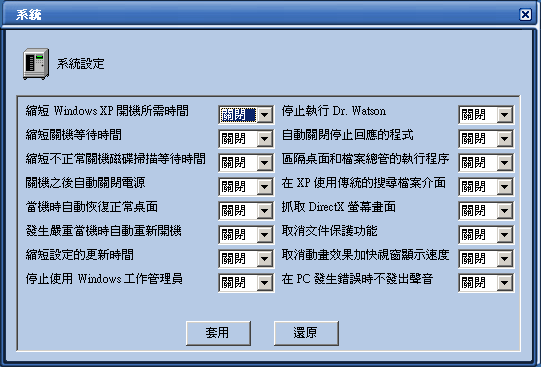 系統
系統設定
縮短 Windows XP 開機所需時間 關閉
停止執行 Dr. Watson 關閉
縮短關機等待時間 關閉
自動關閉停止回應的程式 關閉
縮短不正常關機磁碟掃描等待時間 關閉
區隔桌面和檔案總管的執行程序 關閉
關機之後自動關閉電源 關閉
在 XP 使用傳統的搜尋檔案介面 關閉
當機時自動恢復正常桌面 關閉
抓取 DirectX 螢幕畫面 關閉
發生嚴重當機時自動重新開機 關閉
取消文件保護功能 關閉
縮短設定的更新時間 關閉
取消動畫效果加快視窗顯示速度 關閉
停止使用 Windows 工作管理員 關閉
在 PC 發生錯誤時不發出聲音 關閉
套用 還原